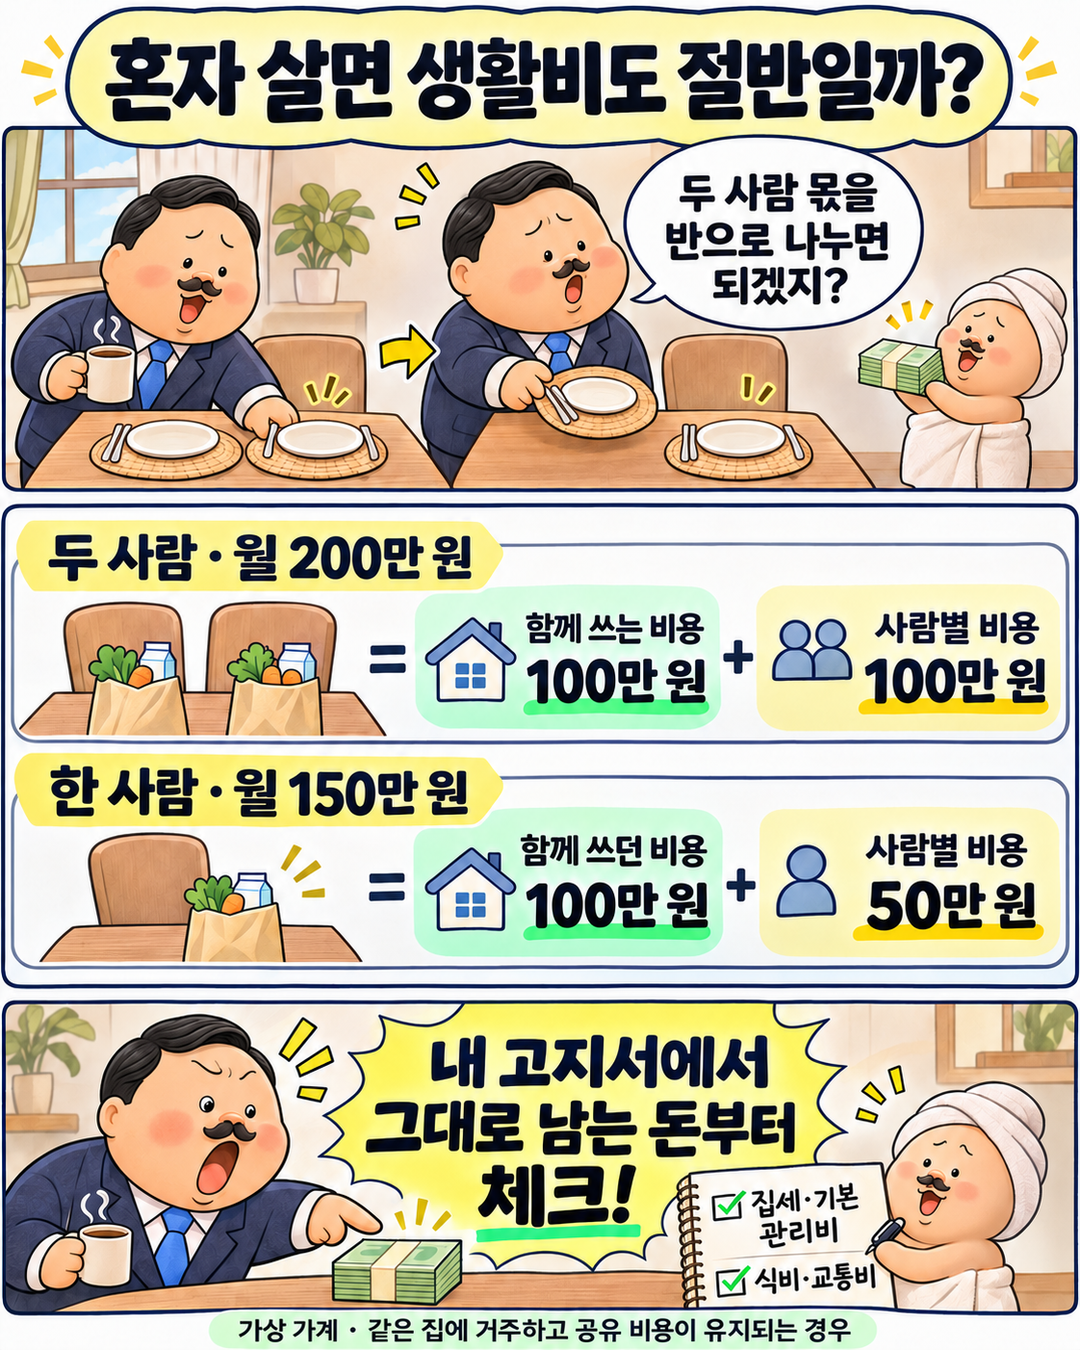 혼자 살면 생활비도 절반일까?
두 사람 몫을
반으로 나누면
되겠지?
두 사람 · 월 200만 원
함께 쓰는 비용
100만 원
사람별 비용
100만 원
=
+
한 사람 · 월 150만 원
함께 쓰던 비용
100만 원
사람별 비용
50만 원
=
+
내 고지서에서
그대로 남는 돈부터
체크!
집세·기본
관리비
식비·교통비
가상 가계 · 같은 집에 거주하고 공유 비용이 유지되는 경우